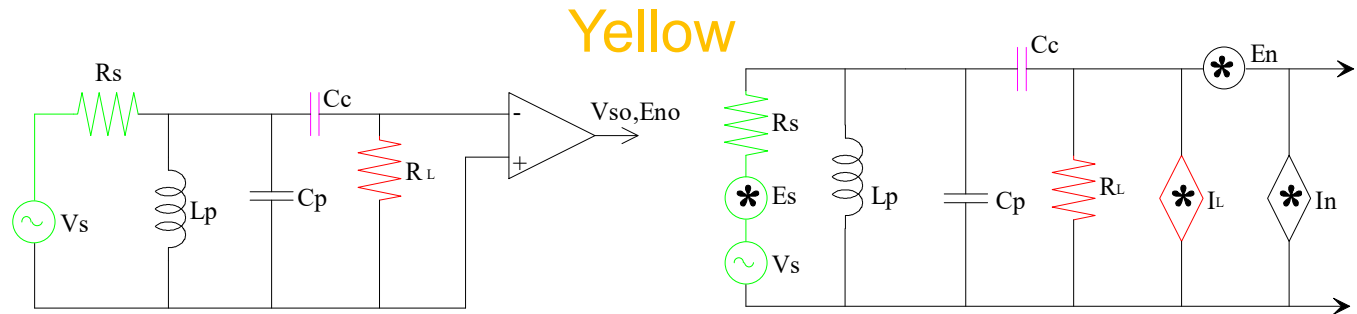 Yellow
Rs
Cc
Vso,Eno
-
+
RL
Lp
Cp
Vs
Cc
En
*
Rs
*
Es
Lp
Cp
RL
*
IL
*
In
Vs